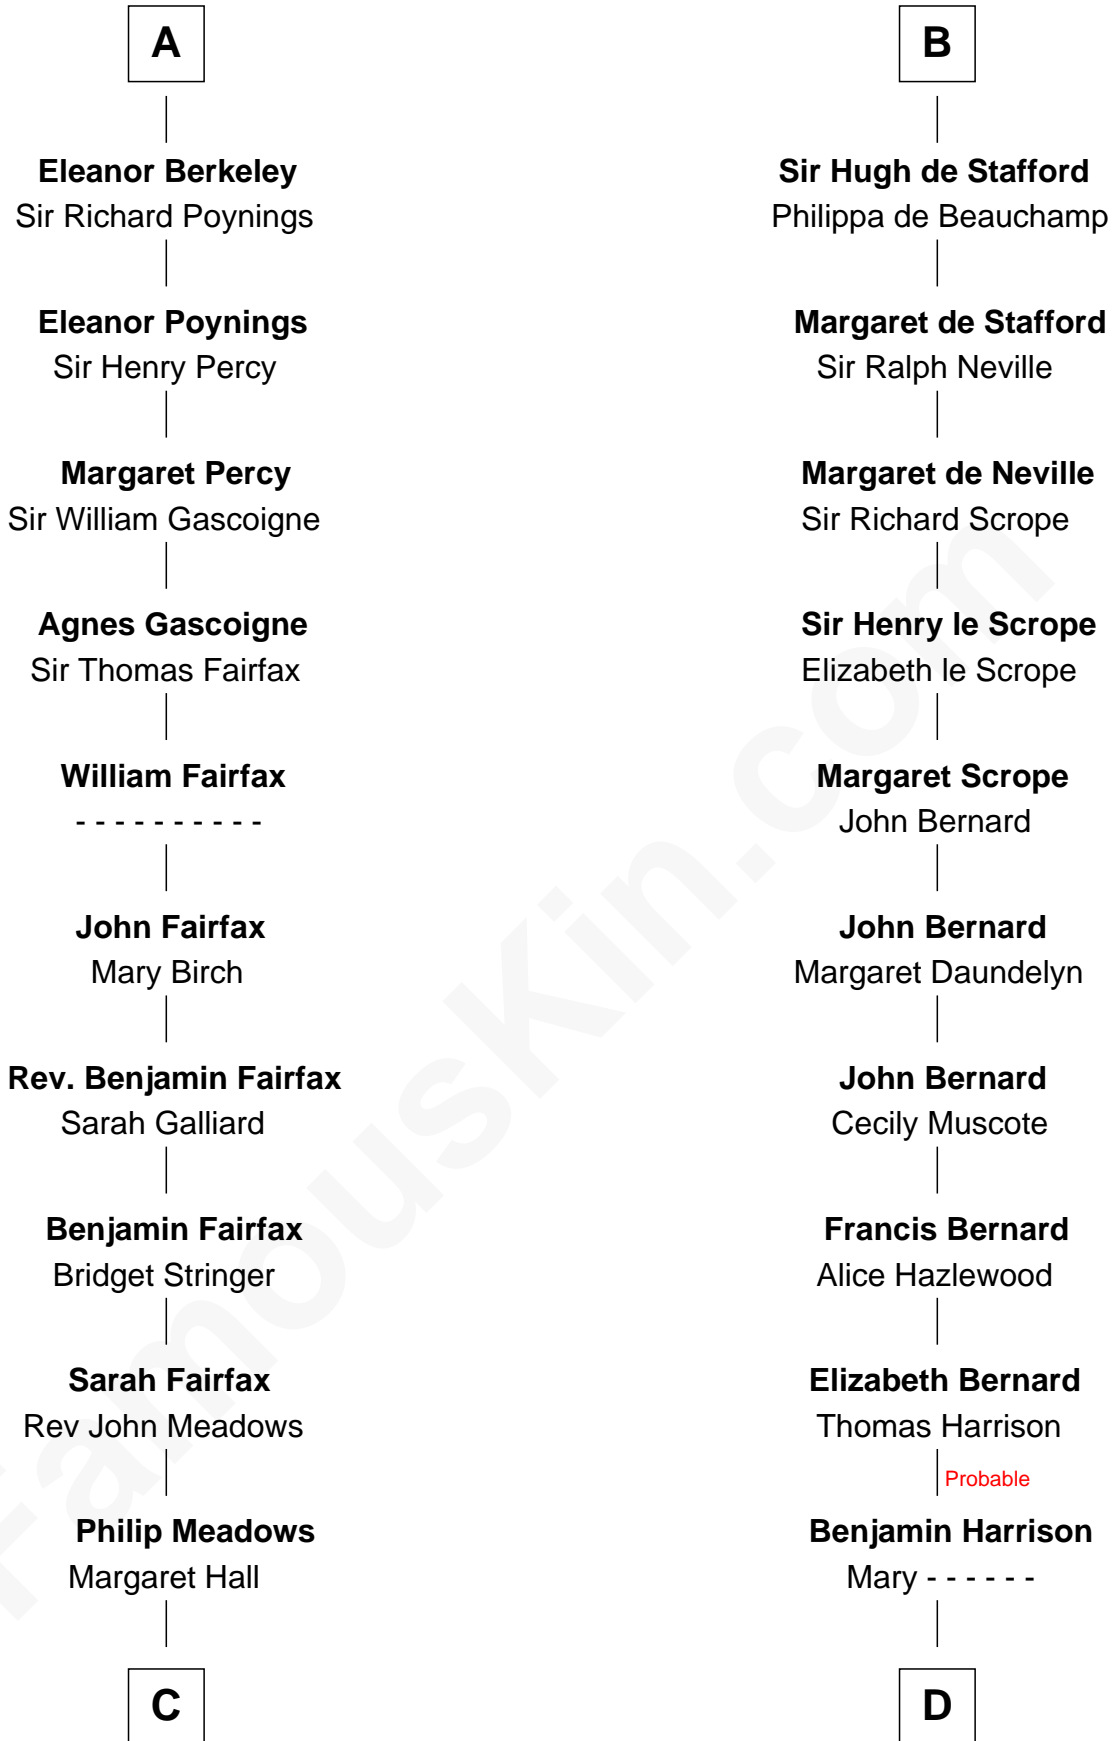 A
Eleanor Berkeley
Sir Richard Poynings
Eleanor Poynings
Sir Henry Percy
Margaret Percy
Sir William Gascoigne
Agnes Gascoigne
Sir Thomas Fairfax
William Fairfax
- - - - - - - - - -
John Fairfax
Mary Birch
Rev. Benjamin Fairfax
Sarah Galliard
Benjamin Fairfax
Bridget Stringer
Sarah Fairfax
Rev John Meadows
Philip Meadows
Margaret Hall
C
B
Sir Hugh de Stafford
Philippa de Beauchamp
Margaret de Stafford
Sir Ralph Neville
Margaret de Neville
Sir Richard Scrope
Sir Henry le Scrope
Elizabeth le Scrope
Margaret Scrope
John Bernard
John Bernard
Margaret Daundelyn
John Bernard
Cecily Muscote
Francis Bernard
Alice Hazlewood
Elizabeth Bernard
Thomas Harrison
Probable
Benjamin Harrison
Mary - - - - - -
D
FamousKin.com